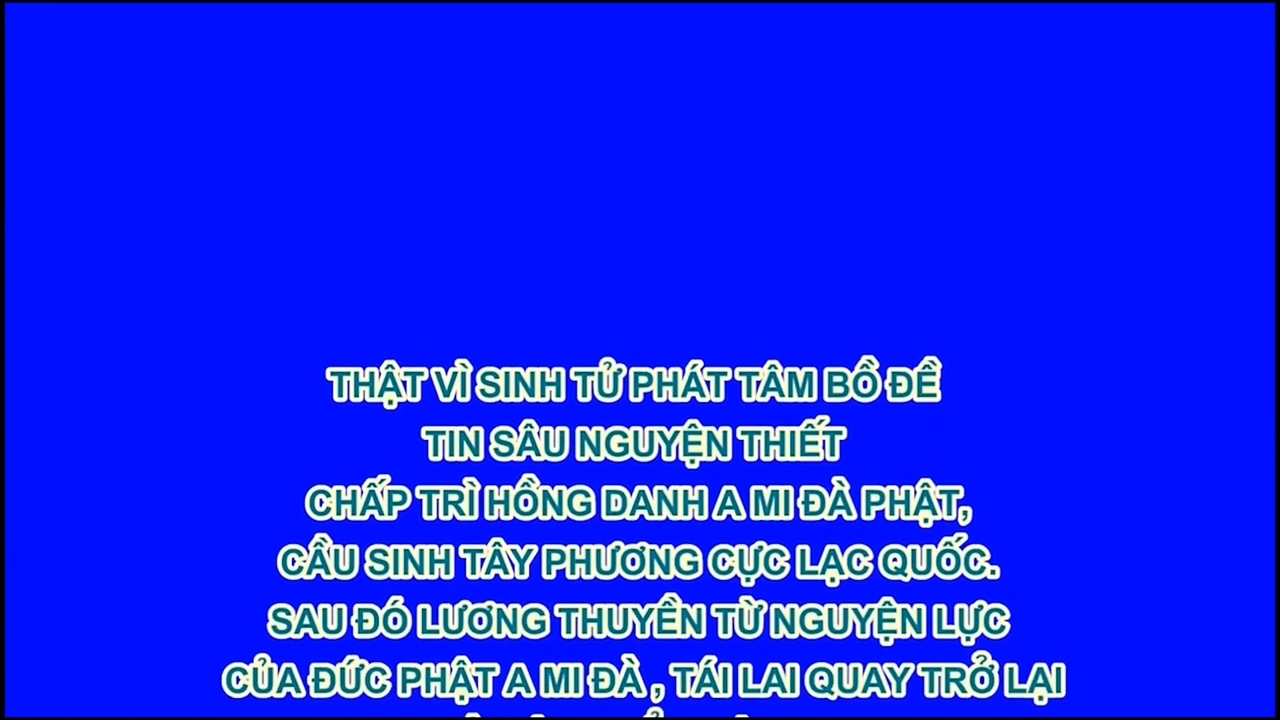 THẬT VÌ SINH TỬ PHÁT TÂM BỒ ĐỀ
TIN SÂU NGUYỆN THIẾT
CHẤP TRÌ HỒNG DANH A MI ĐÀ PHẬT,
CẦU SINH TÂY PHƯƠNG CỰC LẠC QUỐC.
SAU ĐÓ LƯƠNG THUYỀN TỪ NGUYỆN LỰC
CỦA ĐỨC PHẬT A MI ĐÀ , TÁI LAI QUAY TRỞ LẠI